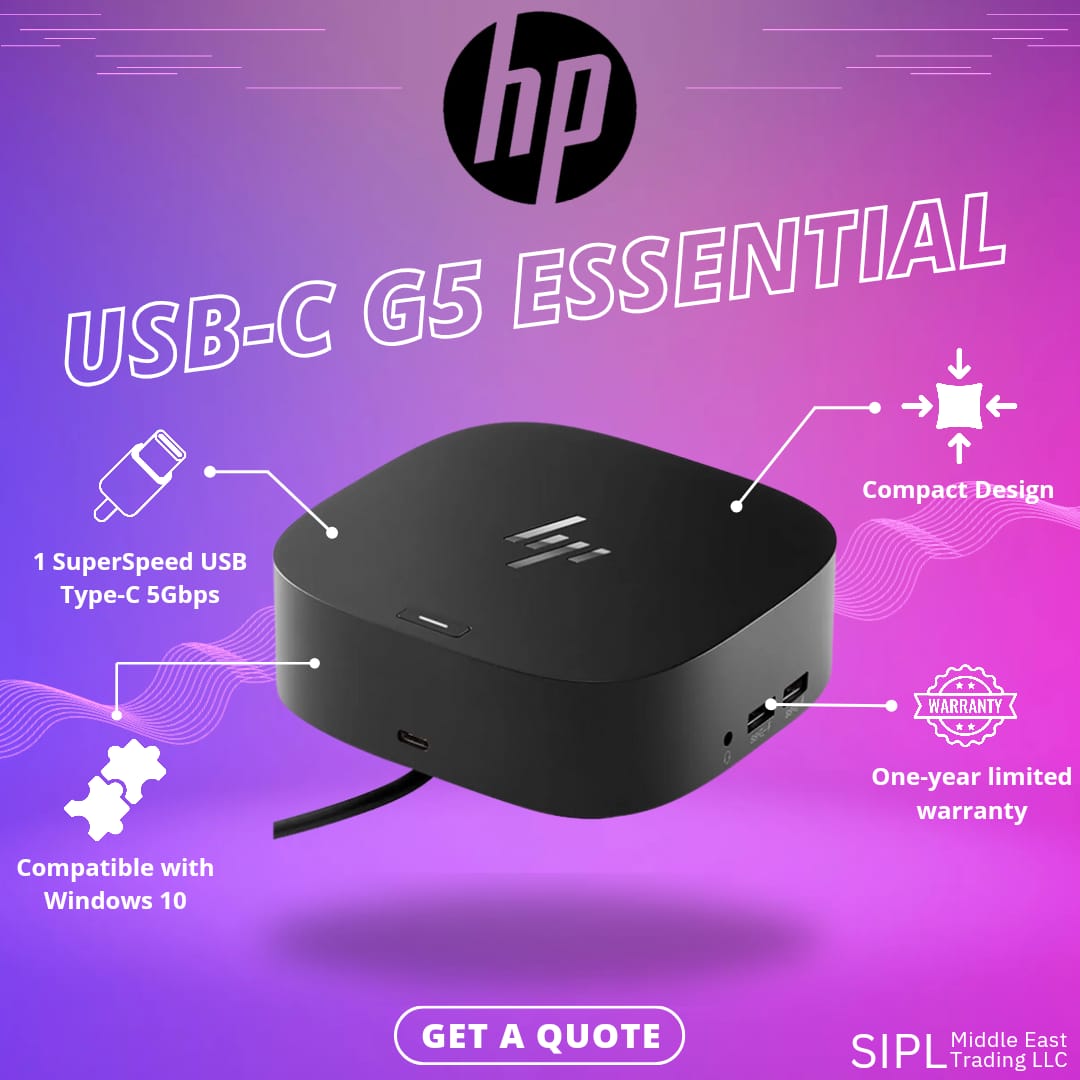 hp
USB-C G5 ESSENTIAL
Compact Design
1 SuperSpeed USB
Type-C 5Gbps
WARRANTY
One-year limited
warranty
Compatible with
Windows 10
GET A QUOTE
SIPL Middle East
Trading LLC